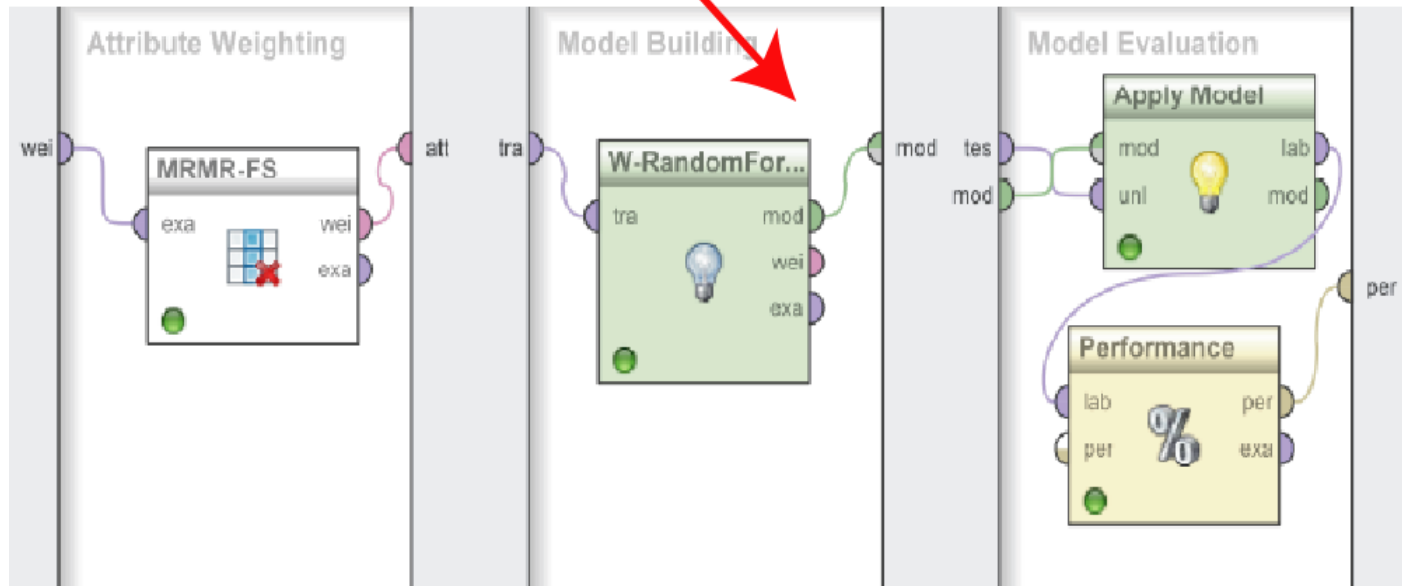 Attribute Weighting
wei
MRMR-FS
exa
wei
exa
att
Model Building
tra
W-RandomFor...
tra
mod
wei
exa
mod
Model Evaluation
tes
mod
Apply Model
mod
lab
unl
mod
Performance
lab
per
per
exa
per